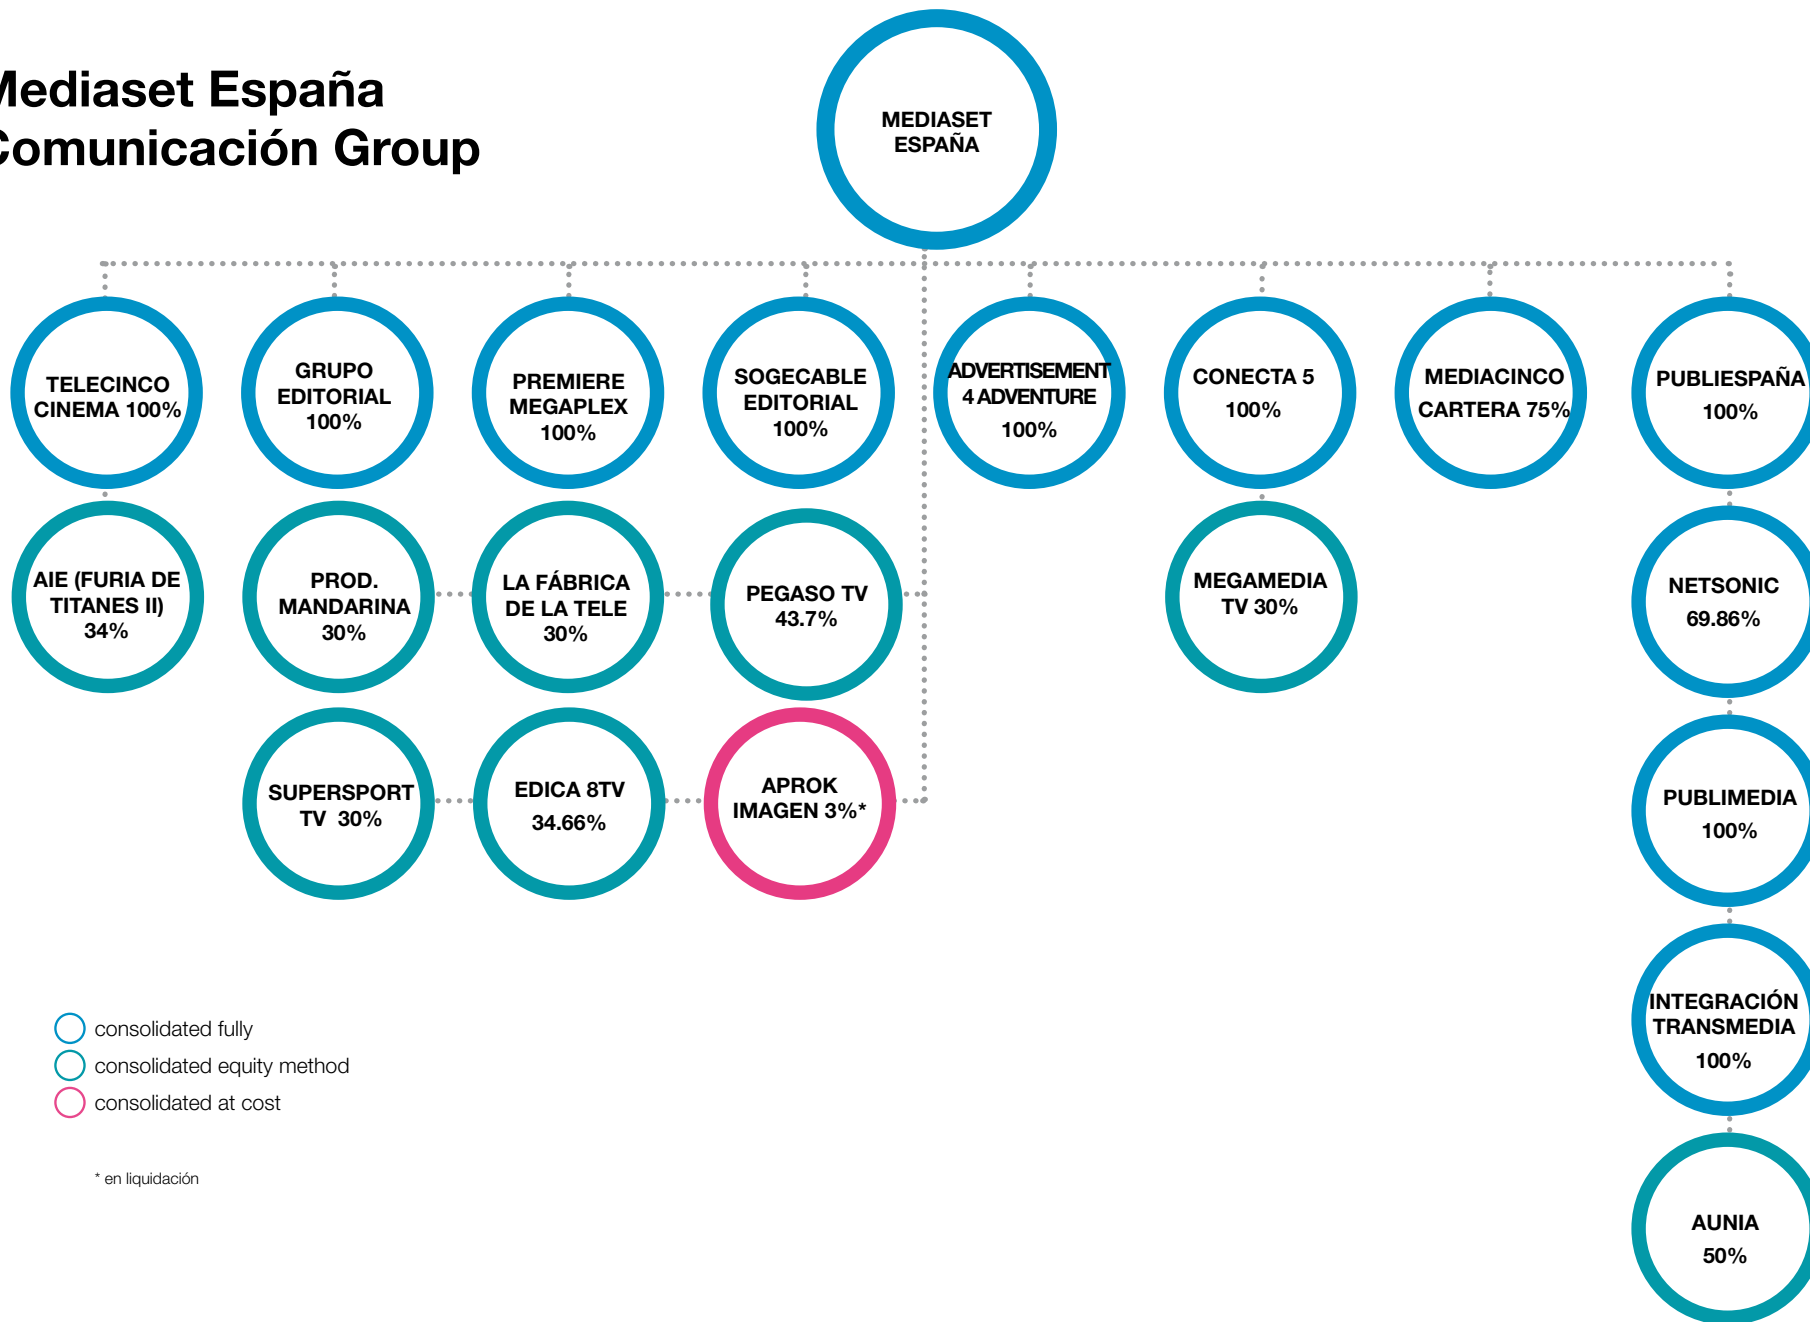 Mediaset España
Comunicación Group
MEDIASET
ESPAÑA
TELECINCO
CINEMA 100%
GRUPO
EDITORIAL
100%
PREMIERE
MEGAPLEX
100%
SOGECABLE
EDITORIAL
100%
ADVERTISEMENT
4 ADVENTURE
100%
CONECTA 5
100%
MEDIACINCO
CARTERA 75%
PUBLIESPAÑA
100%
AIE (FURIA DE
TITANES II)
34%
PROD.
MANDARINA
30%
LA FÁBRICA
DE LA TELE
30%
PEGASO TV
43.7%
MEGAMEDIA
TV 30%
NETSONIC
69.86%
SUPERSPORT
TV 30%
EDICA 8TV
34.66%
APROK
IMAGEN 3%*
PUBLIMEDIA
100%
INTEGRACIÓN
TRANSMEDIA
100%
AUNIA
50%
consolidated fully
consolidated equity method
consolidated at cost
* en liquidación